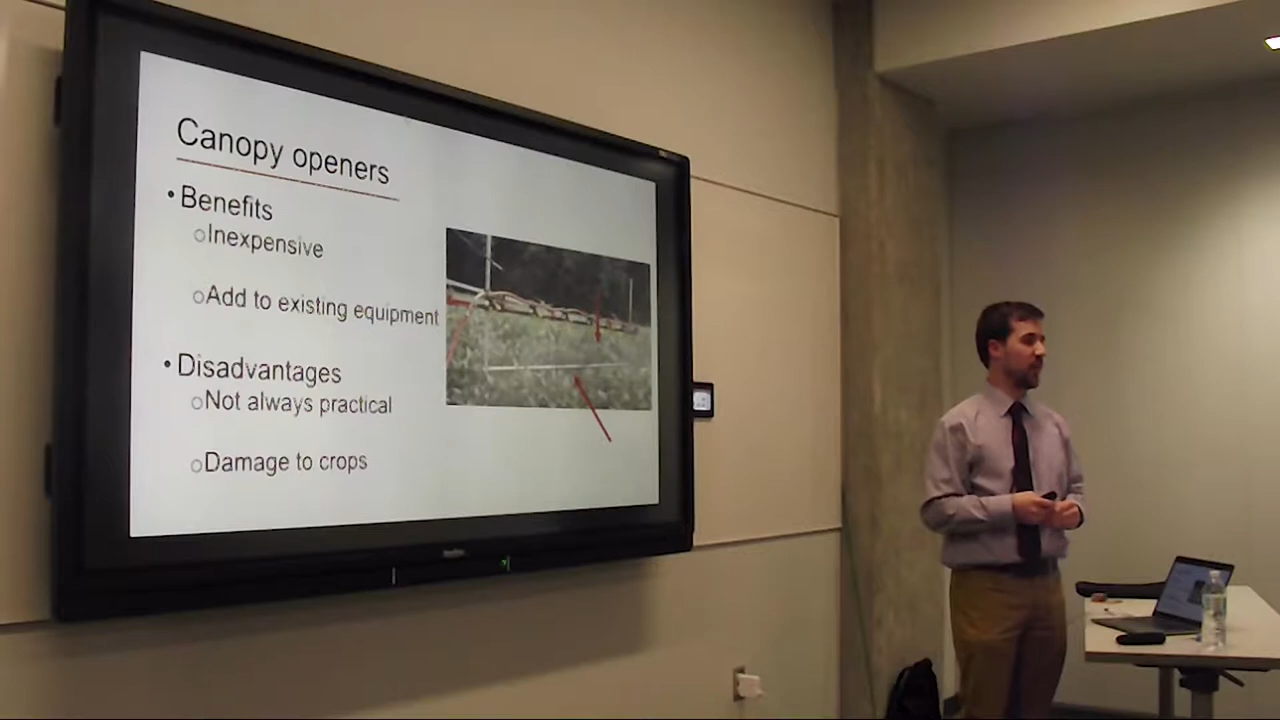 Canopy openers
• Benefits
○Inexpensive
○Add to existing equipment
• Disadvantages
○Not always practical
○Damage to crops